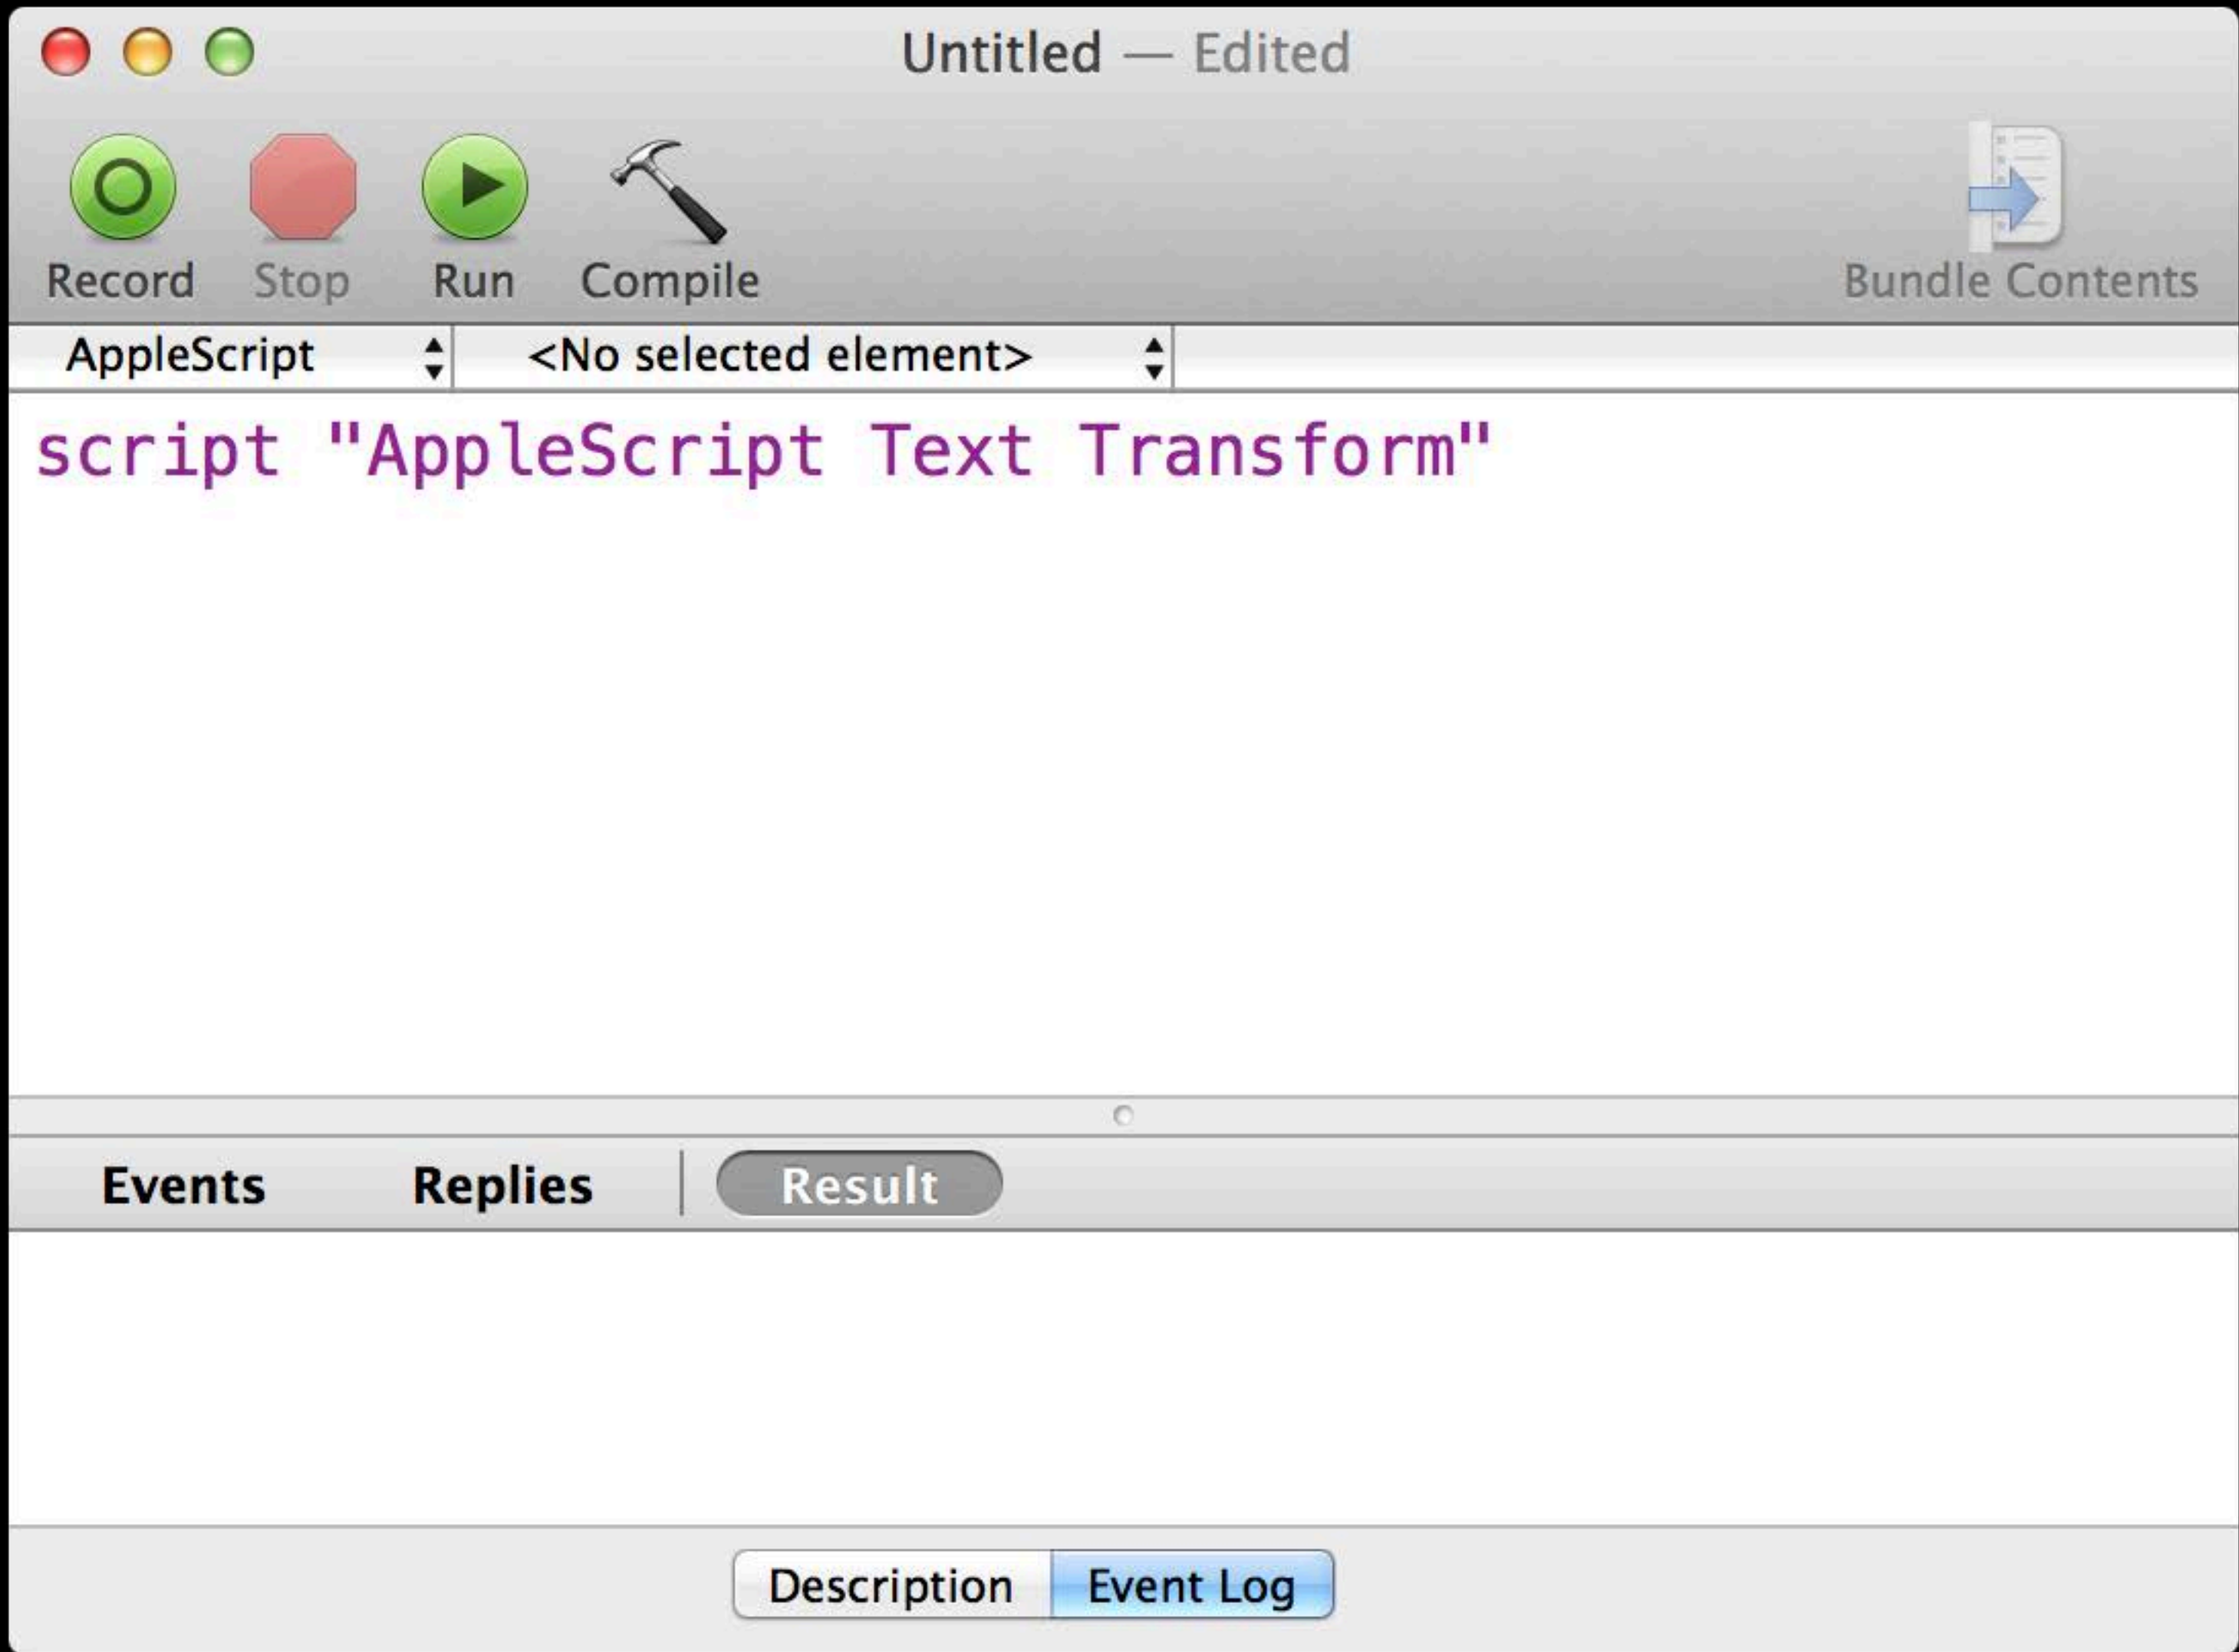 Untitled — Edited
Record Stop Run Compile Bundle Contents
AppleScript <No selected element>
script "AppleScript Text Transform"
Events Replies Result
Description Event Log